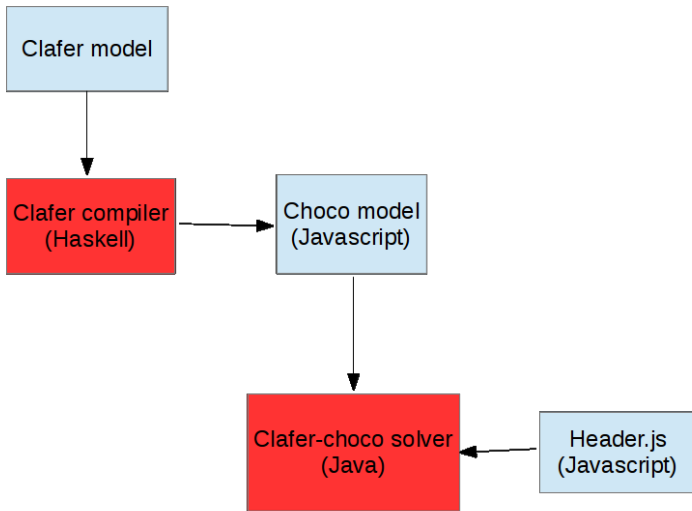 Clafer model
Clafer compiler
(Haskell)
Choco model
(Javascript)
Clafer-choco solver
(Java)
Header.js
(Javascript)